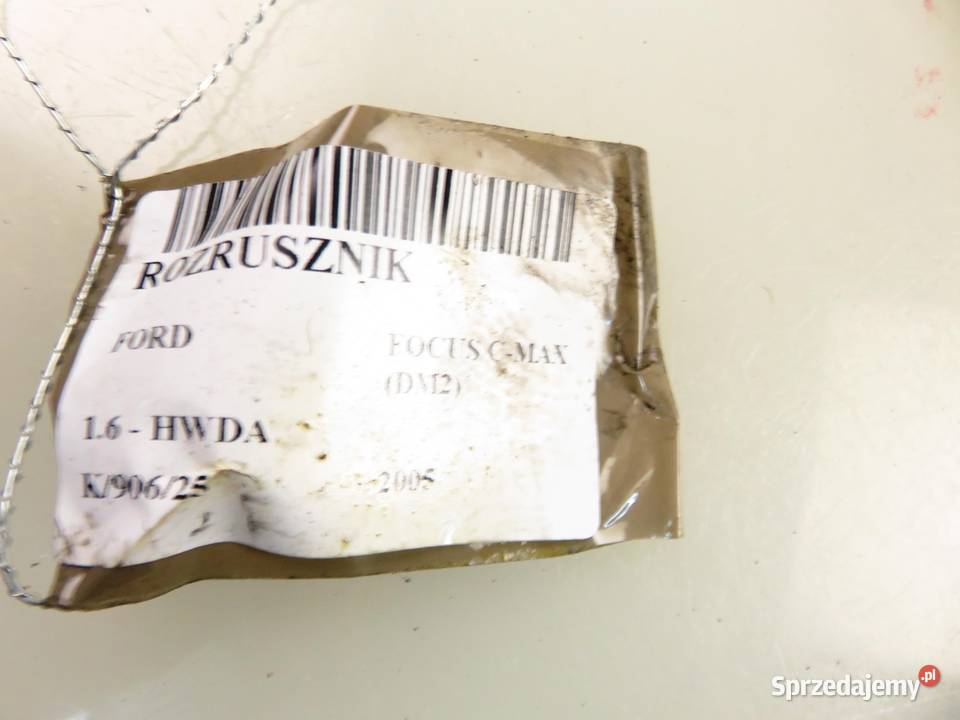 ROZRUSZNIK
FORD FOCUS C-MAX
(DM2)
1.6 - HWDA
K/906/25 2005
Sprzedajemy.pl